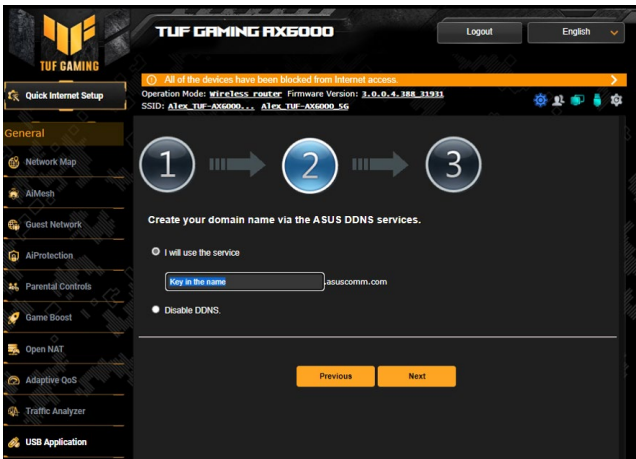 TUF GAMING
TUF GAMING AX6000
Logout
English
All of the devices have been blocked from Internet access.
Quick Internet Setup
Operation Mode: Wireless router Firmware Version: 3.0.0.4.388_31931
SSID: Alex_TUF-AX6000... Alex_TUF-AX6000_5G
General
Network Map
AiMesh
Guest Network
AiProtection
Parental Controls
Game Boost
Open NAT
Adaptive QoS
Traffic Analyzer
USB Application
1 2 3
Create your domain name via the ASUS DDNS services.
I will use the service
Key in the name .asuscomm.com
Disable DDNS.
Previous Next